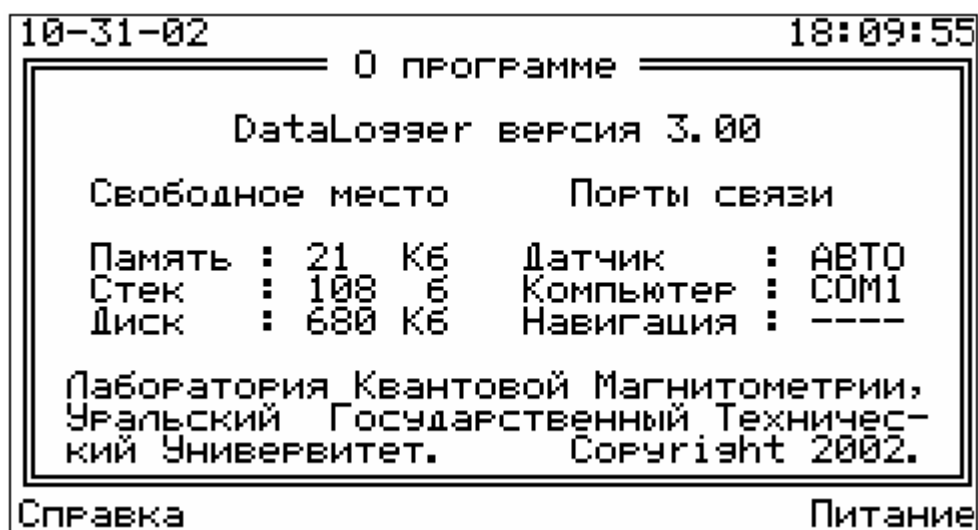 10-31-02 18:09:55
О программе
DataLogger версия 3.00
Свободное место Порты связи
Память : 21 Кб Датчик : АВТО
Стек : 108 б Компьютер : COM1
Диск : 680 Кб Навигация : ----
Лаборатория Квантовой Магнитометрии,
Уральский Государственный Техничес-
кий Универвитет. Copyright 2002.
Справка Питание